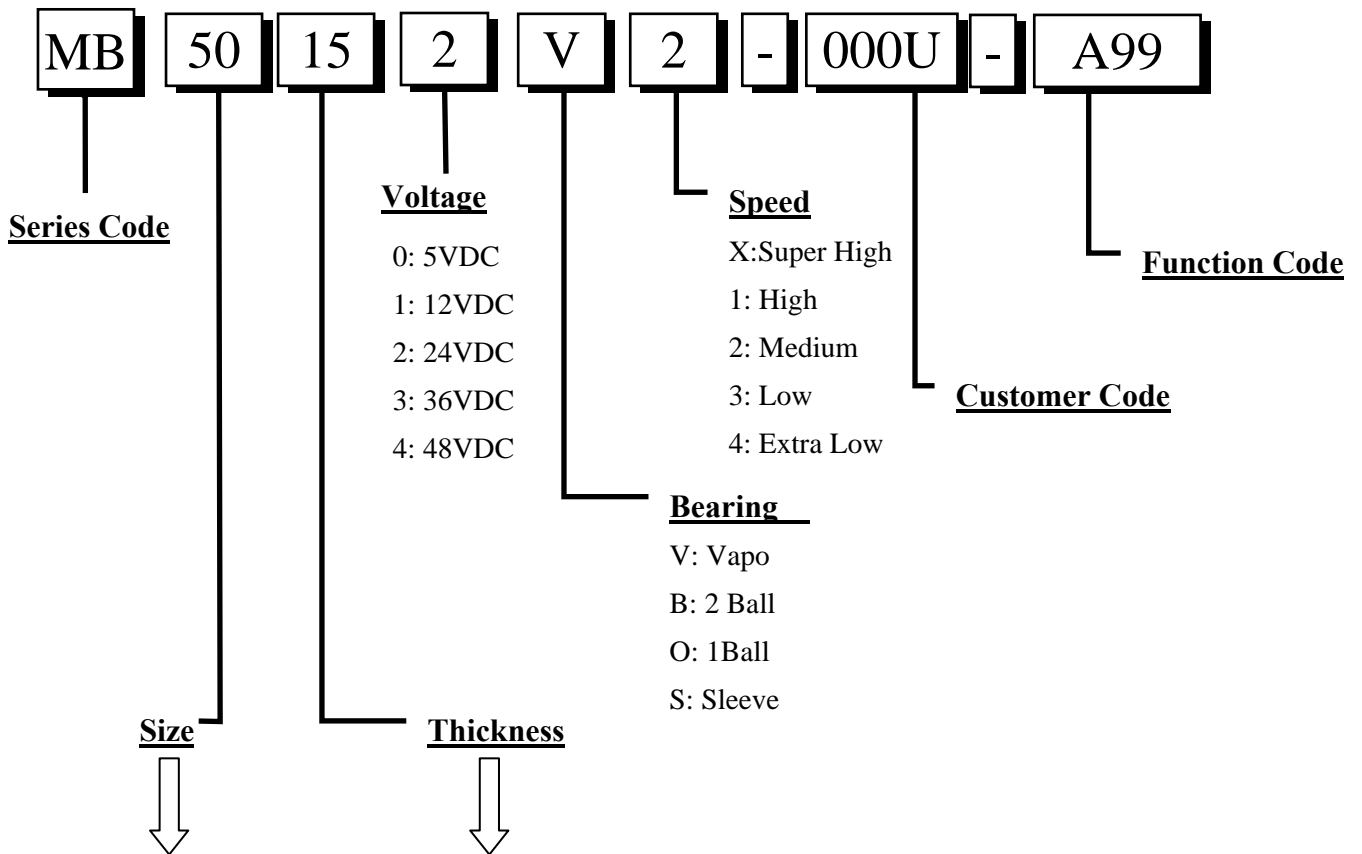 MB 50 15 2 V 2 - 000U - A99
Series Code
Voltage
0: 5VDC
1: 12VDC
2: 24VDC
3: 36VDC
4: 48VDC
Speed
X:Super High
1: High
2: Medium
3: Low
4: Extra Low
Function Code
Customer Code
Bearing
V: Vapo
B: 2 Ball
O: 1Ball
S: Sleeve
Size
Thickness